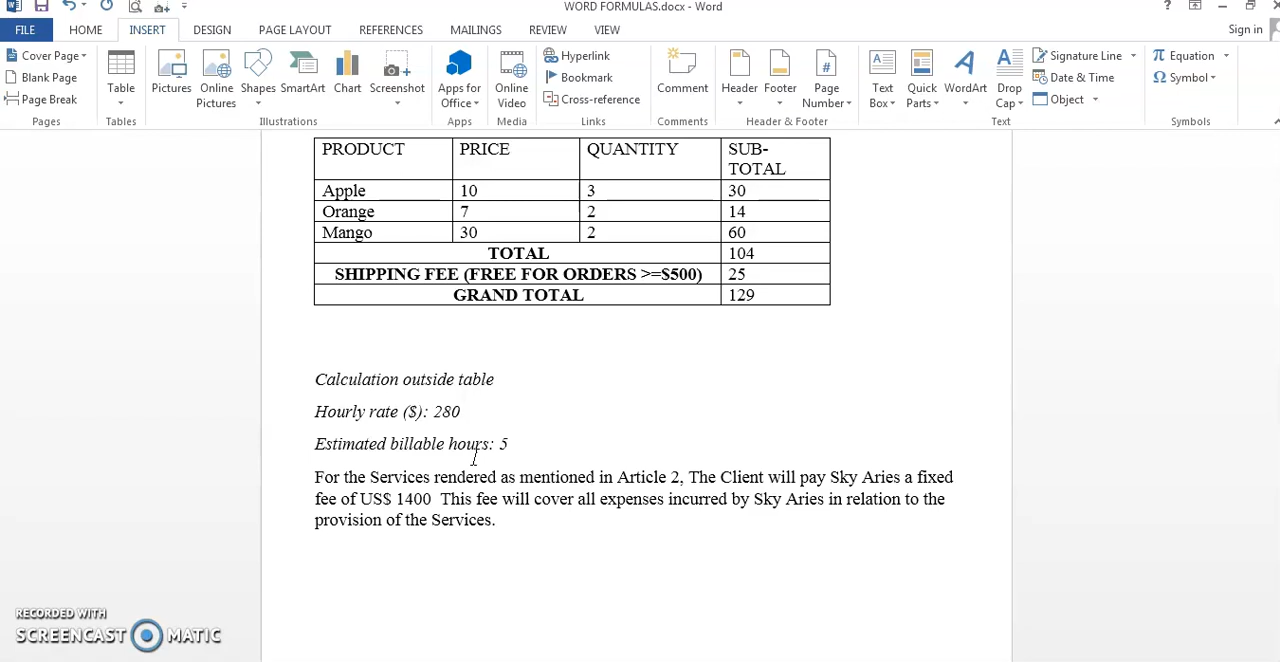 WORD FORMULAS.docx - Word
?
FILE HOME INSERT DESIGN PAGE LAYOUT REFERENCES MAILINGS REVIEW VIEW Sign in
Cover Page
Blank Page
Page Break
Pages
Table
Tables
Pictures
Online Pictures
Shapes
SmartArt
Chart
Screenshot
Illustrations
Apps for Office
Apps
Online Video
Media
Hyperlink
Bookmark
Cross-reference
Links
Comment
Comments
Header
Footer
Page Number
Header & Footer
Text Box
Quick Parts
WordArt
Drop Cap
Signature Line
Date & Time
Object
Text
Equation
Symbol
Symbols
PRODUCT PRICE QUANTITY SUB-
TOTAL
Apple 10 3 30
Orange 7 2 14
Mango 30 2 60
TOTAL 104
SHIPPING FEE (FREE FOR ORDERS >=$500) 25
GRAND TOTAL 129
Calculation outside table
Hourly rate ($): 280
Estimated billable hours: 5
For the Services rendered as mentioned in Article 2, The Client will pay Sky Aries a fixed
fee of US$ 1400 This fee will cover all expenses incurred by Sky Aries in relation to the
provision of the Services.
RECORDED WITH
SCREENCAST MATIC